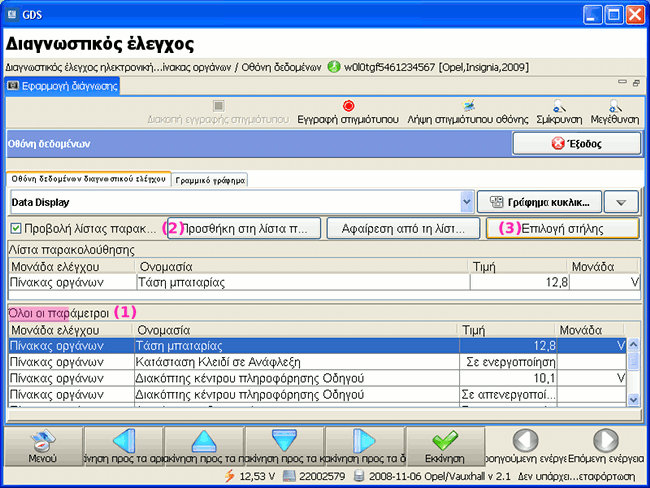 GDS
Διαγνωστικός έλεγχος
Διαγνωστικός έλεγχος ηλεκτρονική...ίνακας οργάνων / Οθόνη δεδομένων w0l0tgf5461234567 [Opel,Insignia,2009]
Εφαρμογή διάγνωσης
Διακοπή εγγραφής στιγμιότυπου Εγγραφή στιγμιότυπου Λήψη στιγμιότυπου οθόνης Σμίκρυνση Μεγέθυνση
Οθόνη δεδομένων Έξοδος
Οθόνη δεδομένων διαγνωστικού ελέγχου Γραμμικό γράφημα
Data Display Γράφημα κυκλικ...
Προβολή λίστας παρακ... (2) Προσθήκη στη λίστα π... Αφαίρεση από τη λίστ... (3) Επιλογή στήλης
Λίστα παρακολούθησης
Μονάδα ελέγχου Ονομασία Τιμή Μονάδα
Πίνακας οργάνων Τάση μπαταρίας 12,8 V
Όλοι οι παράμετροι (1)
Μονάδα ελέγχου Ονομασία Τιμή Μονάδα
Πίνακας οργάνων Τάση μπαταρίας 12,8 V
Πίνακας οργάνων Κατάσταση Κλειδί σε Ανάφλεξη Σε ενεργοποίηση
Πίνακας οργάνων Διακόπτης κέντρου πληροφόρησης Οδηγού 10,1 V
Πίνακας οργάνων Διακόπτης κέντρου πληροφόρησης Οδηγού Σε απενεργοποί...
Μενού κίνηση προς τα αρι ακίνηση προς τα π κίνηση προς τα κ κίνηση προς τα δ Εκκίνηση οηγούμενη ενέργε Επόμενη ενέργεια
12,53 V 22002579 2008-11-06 Opel/Vauxhall v 2.1 Δεν υπάρχε...εταφόρτωση